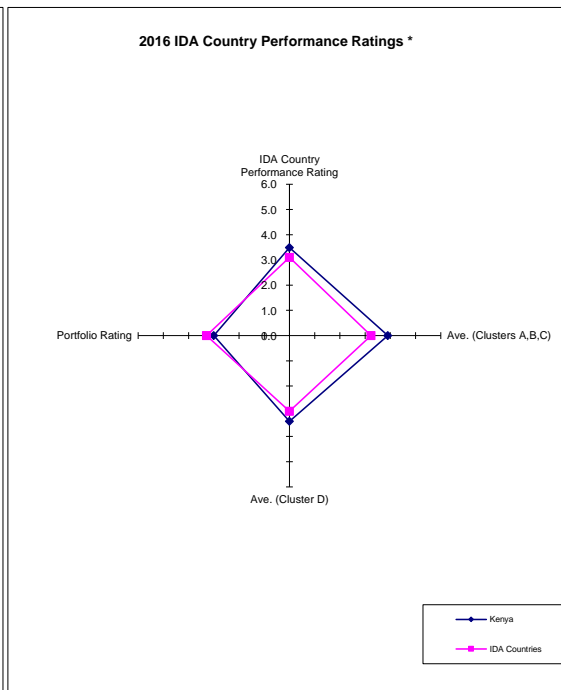 2016 IDA Country Performance Ratings *
IDA Country
Performance Rating
6.0
5.0
4.0
3.0
2.0
1.0
0.0
Portfolio Rating
Ave. (Clusters A,B,C)
Ave. (Cluster D)
Kenya
IDA Countries